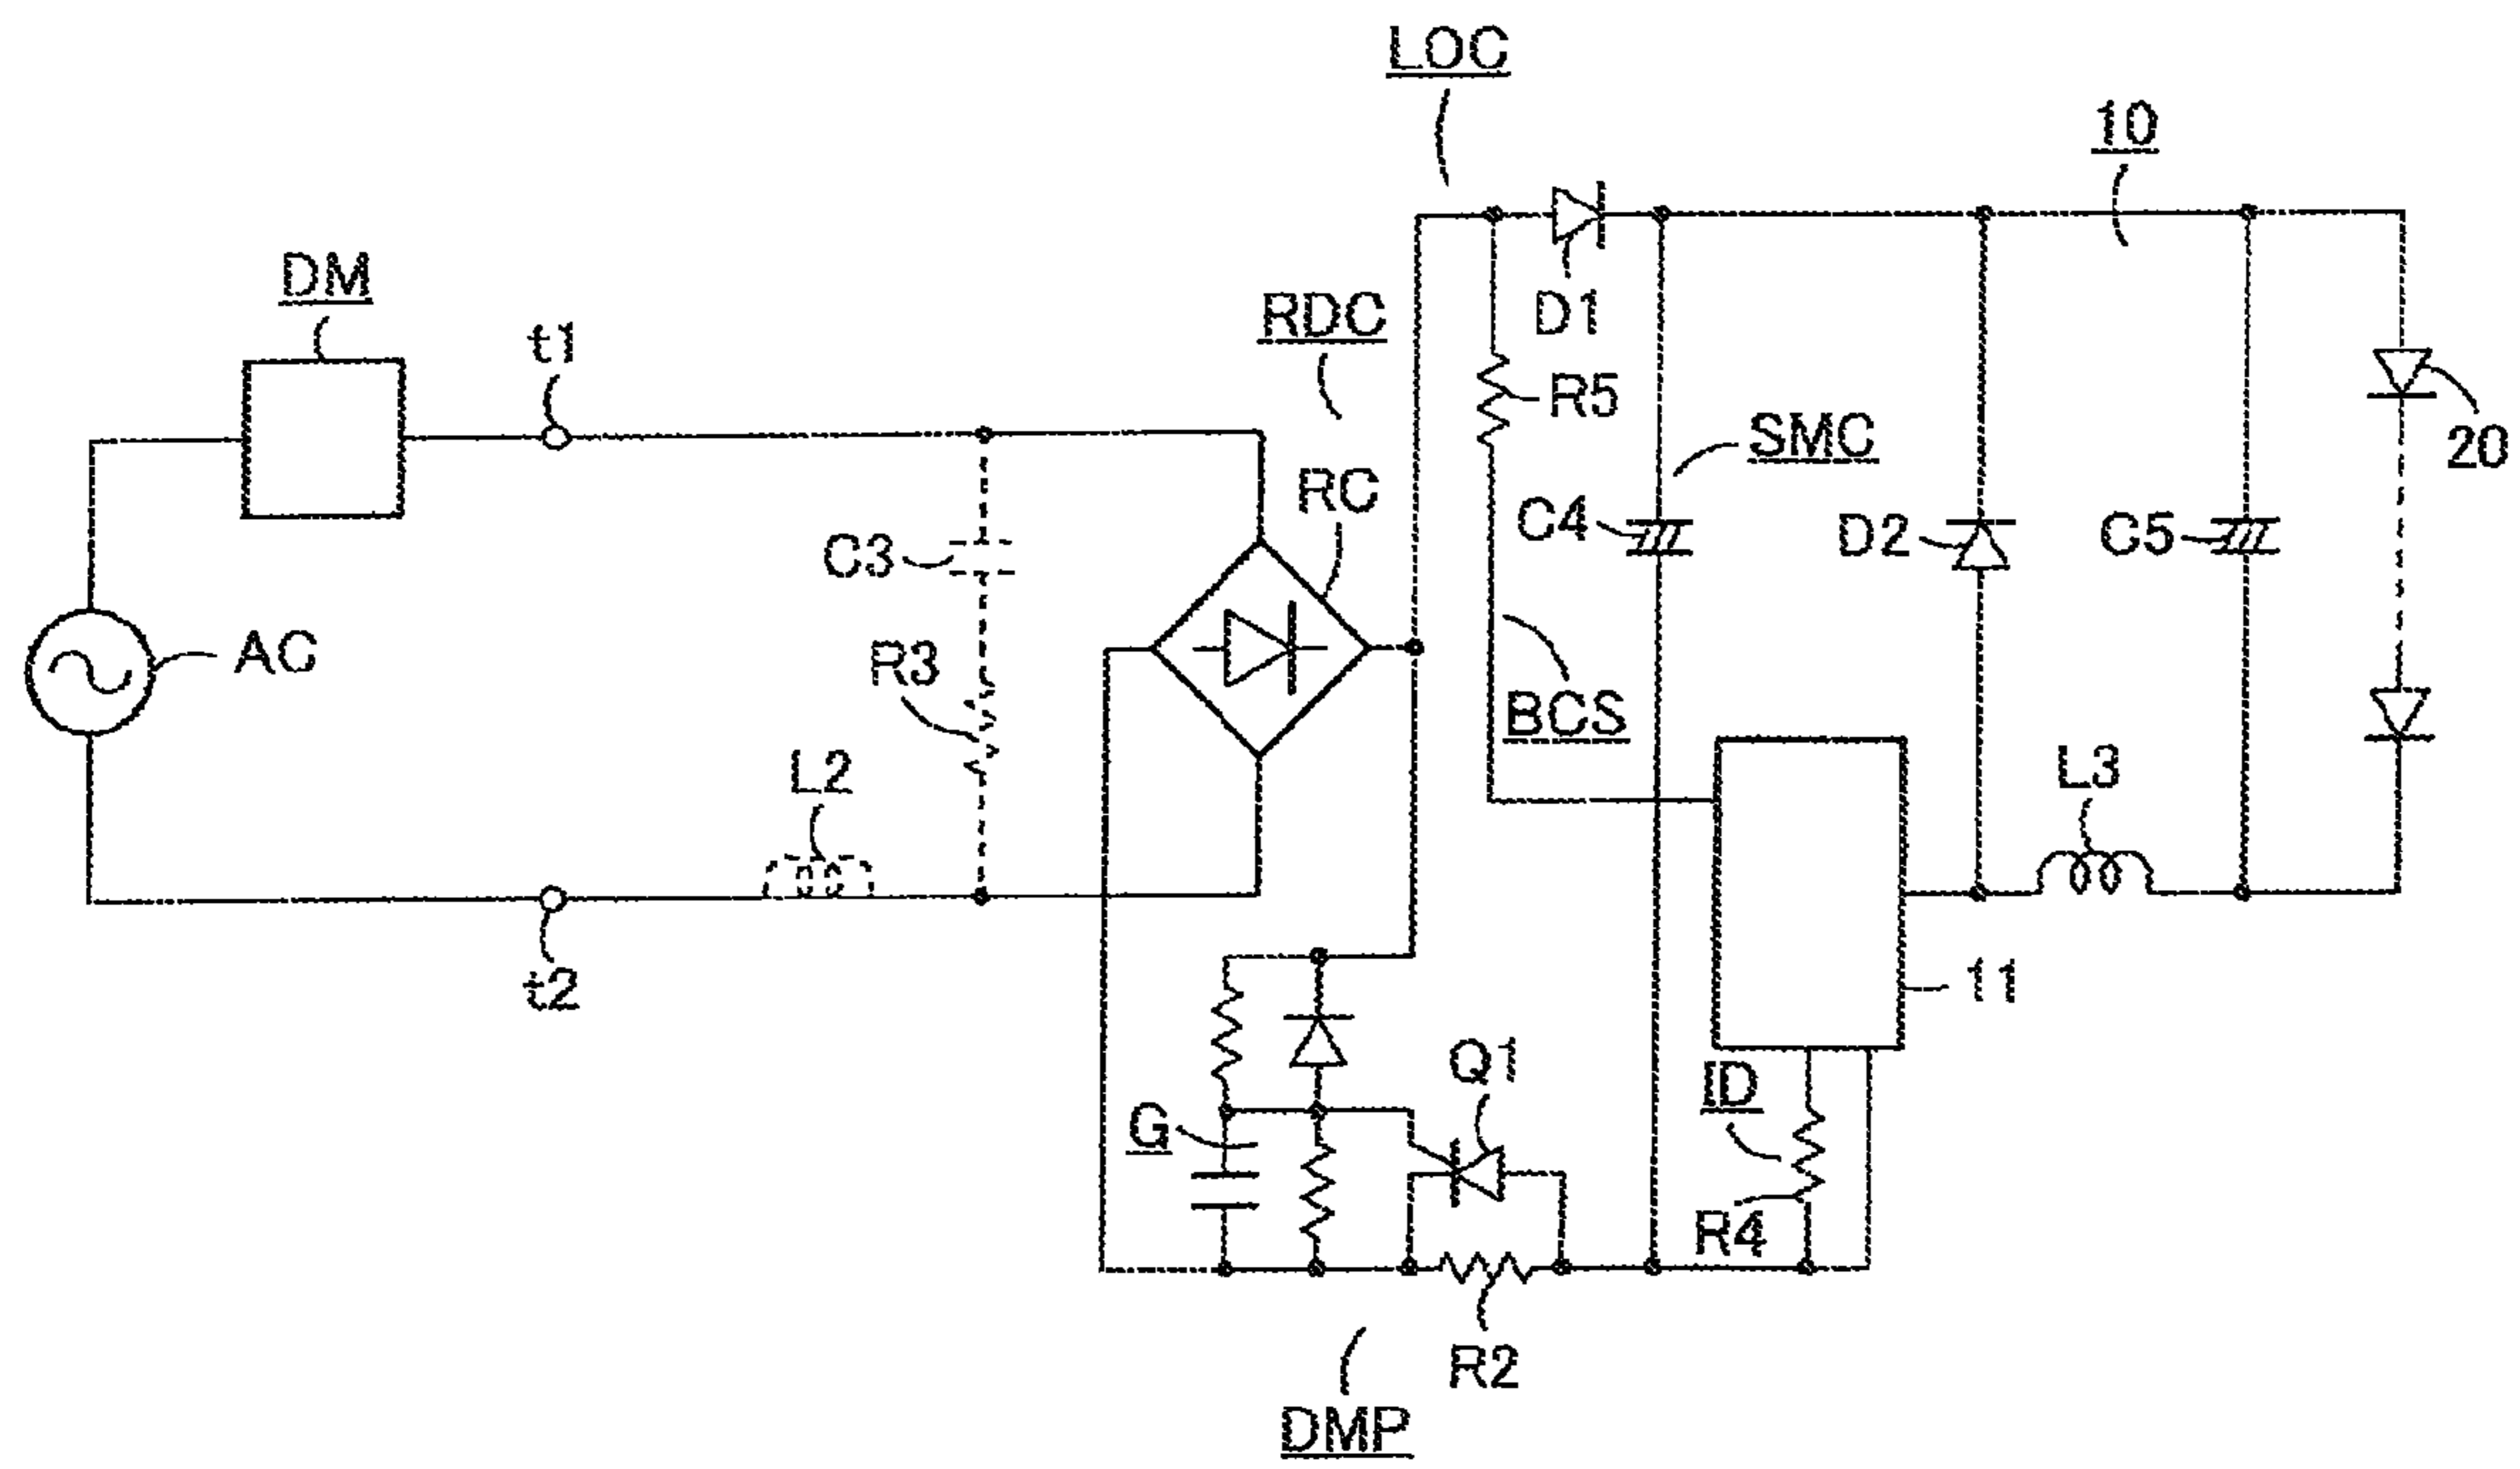 LOC
10
DM
t1
RDC
D1
R5
SMC
20
RC
C4
D2
C5
C3
AC
R3
BCS
L2
L3
t2
11
Q1
ID
G
R4
R2
DMP